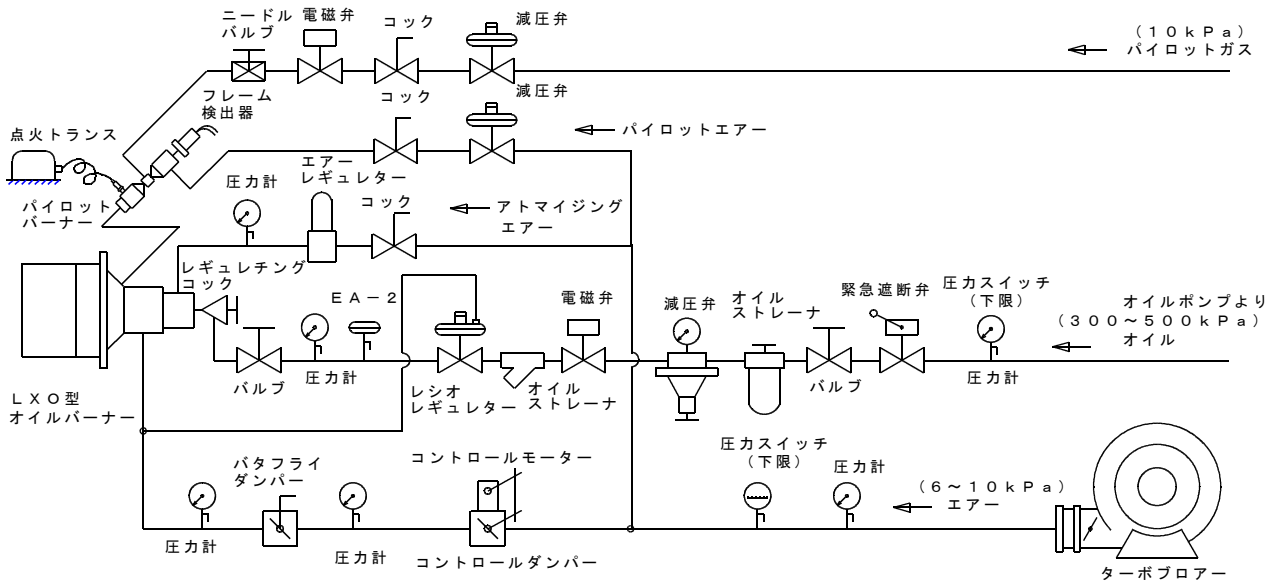 ニードル
バルブ
電磁弁
コック
減圧弁
（１０ｋＰａ）
パイロットガス
フレーム
検出器
コック
減圧弁
点火トランス
パイロットエアー
エアー
レギュレター
圧力計
コック
アトマイジング
エアー
パイロット
バーナー
レギュレチング
コック
ＥＡ－２
電磁弁
減圧弁
オイル
ストレーナ
緊急遮断弁
圧力スイッチ
（下限）
オイルポンプより
（３００～５００ｋＰａ）
オイル
バルブ
圧力計
レシオ
レギュレター
オイル
ストレーナ
バルブ
圧力計
ＬＸＯ型
オイルバーナー
バタフライ
ダンパー
コントロールモーター
圧力スイッチ
（下限）
圧力計
（６～１０ｋＰａ）
エアー
圧力計
圧力計
コントロールダンパー
ターボブロアー